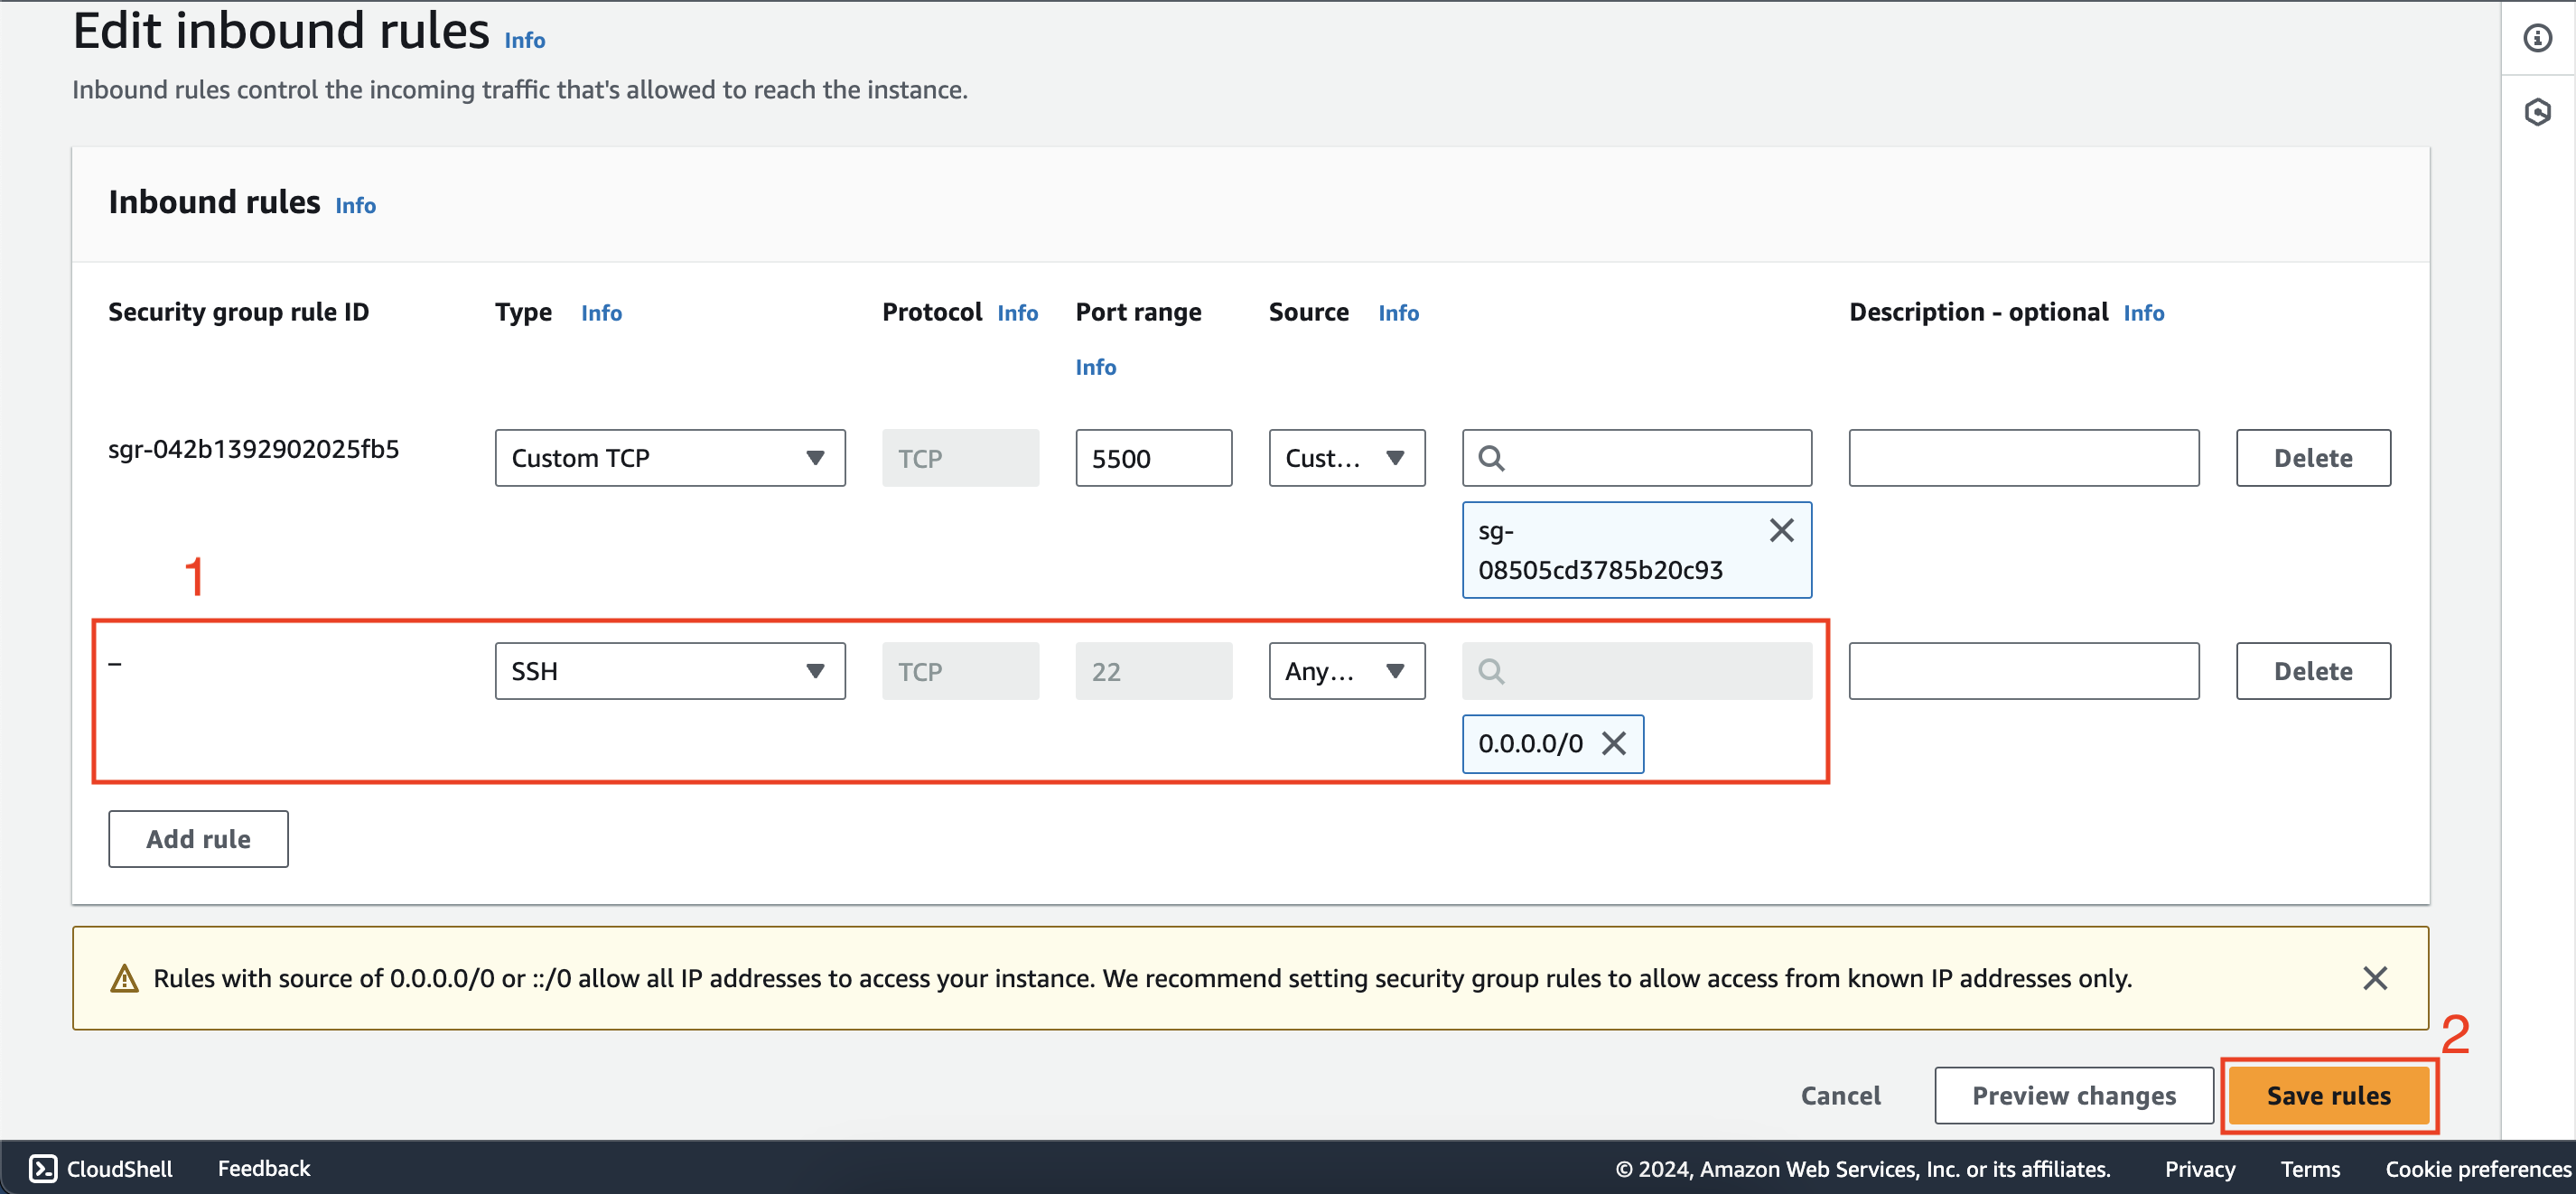 Edit inbound rules Info
Inbound rules control the incoming traffic that's allowed to reach the instance.
Inbound rules Info
Security group rule ID Type Info Protocol Info Port range Source Info Description - optional Info
Info
sgr-042b1392902025fb5 Custom TCP TCP 5500 Cust... Delete
sg-
08505cd3785b20c93
1
– SSH TCP 22 Any... Delete
0.0.0.0/0
Add rule
Rules with source of 0.0.0.0/0 or ::/0 allow all IP addresses to access your instance. We recommend setting security group rules to allow access from known IP addresses only.
2
Cancel Preview changes Save rules
CloudShell Feedback © 2024, Amazon Web Services, Inc. or its affiliates. Privacy Terms Cookie preferences